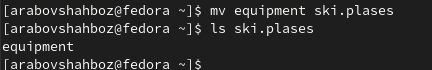 [arabovshahboz@fedora ~]$ mv equipment ski.plases
[arabovshahboz@fedora ~]$ ls ski.plases
equipment
[arabovshahboz@fedora ~]$